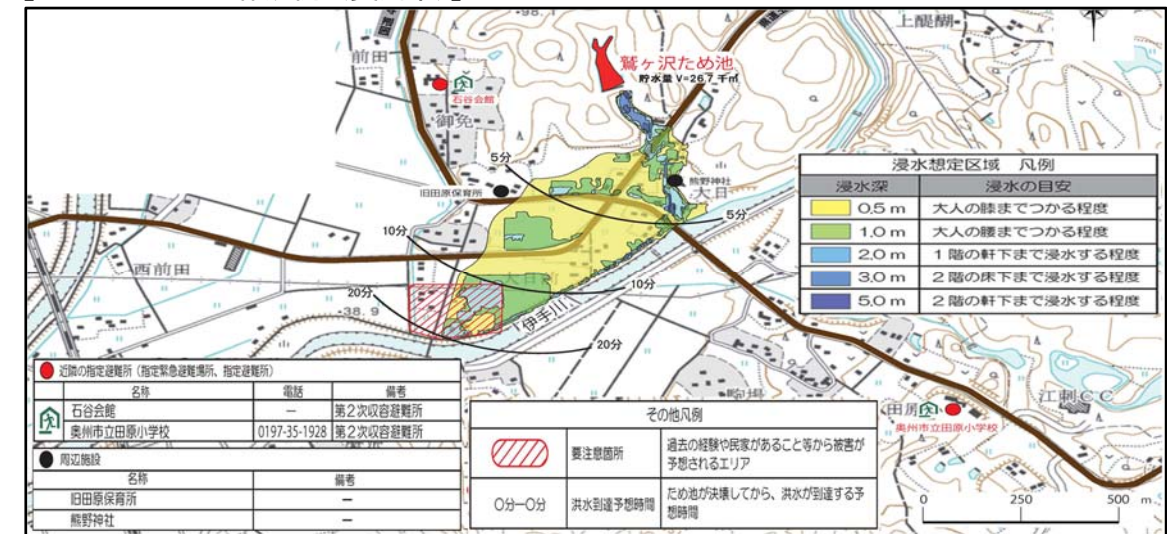 上醍醐
前田
鷲ヶ沢ため池
貯水量 V=26.7 千㎥
石谷会館
御免
5分
旧田原保育所
熊野神社
大日
5分
10分
西前田
大日前
20分
10分
38.9
伊手川
20分
駒場
浸水想定区域 凡例
浸水深 浸水の目安
0.5 m 大人の膝までつかる程度
1.0 m 大人の腰までつかる程度
2.0 m 1階の軒下まで浸水する程度
3.0 m 2階の床下まで浸水する程度
5.0 m 2階の軒下まで浸水する程度
近隣の指定避難所（指定緊急避難場所、指定避難所）
名称 電話 備考
石谷会館 － 第2次収容避難所
奥州市立田原小学校 0197-35-1928 第2次収容避難所
周辺施設
名称 備考
旧田原保育所 －
熊野神社 －
その他凡例
要注意箇所 過去の経験や民家があること等から被害が
予想されるエリア
〇分―〇分 洪水到達予想時間 ため池が決壊してから、洪水が到達する予
想時間
田房
江刺CC
奥州市立田原小学校
0 250 500 m